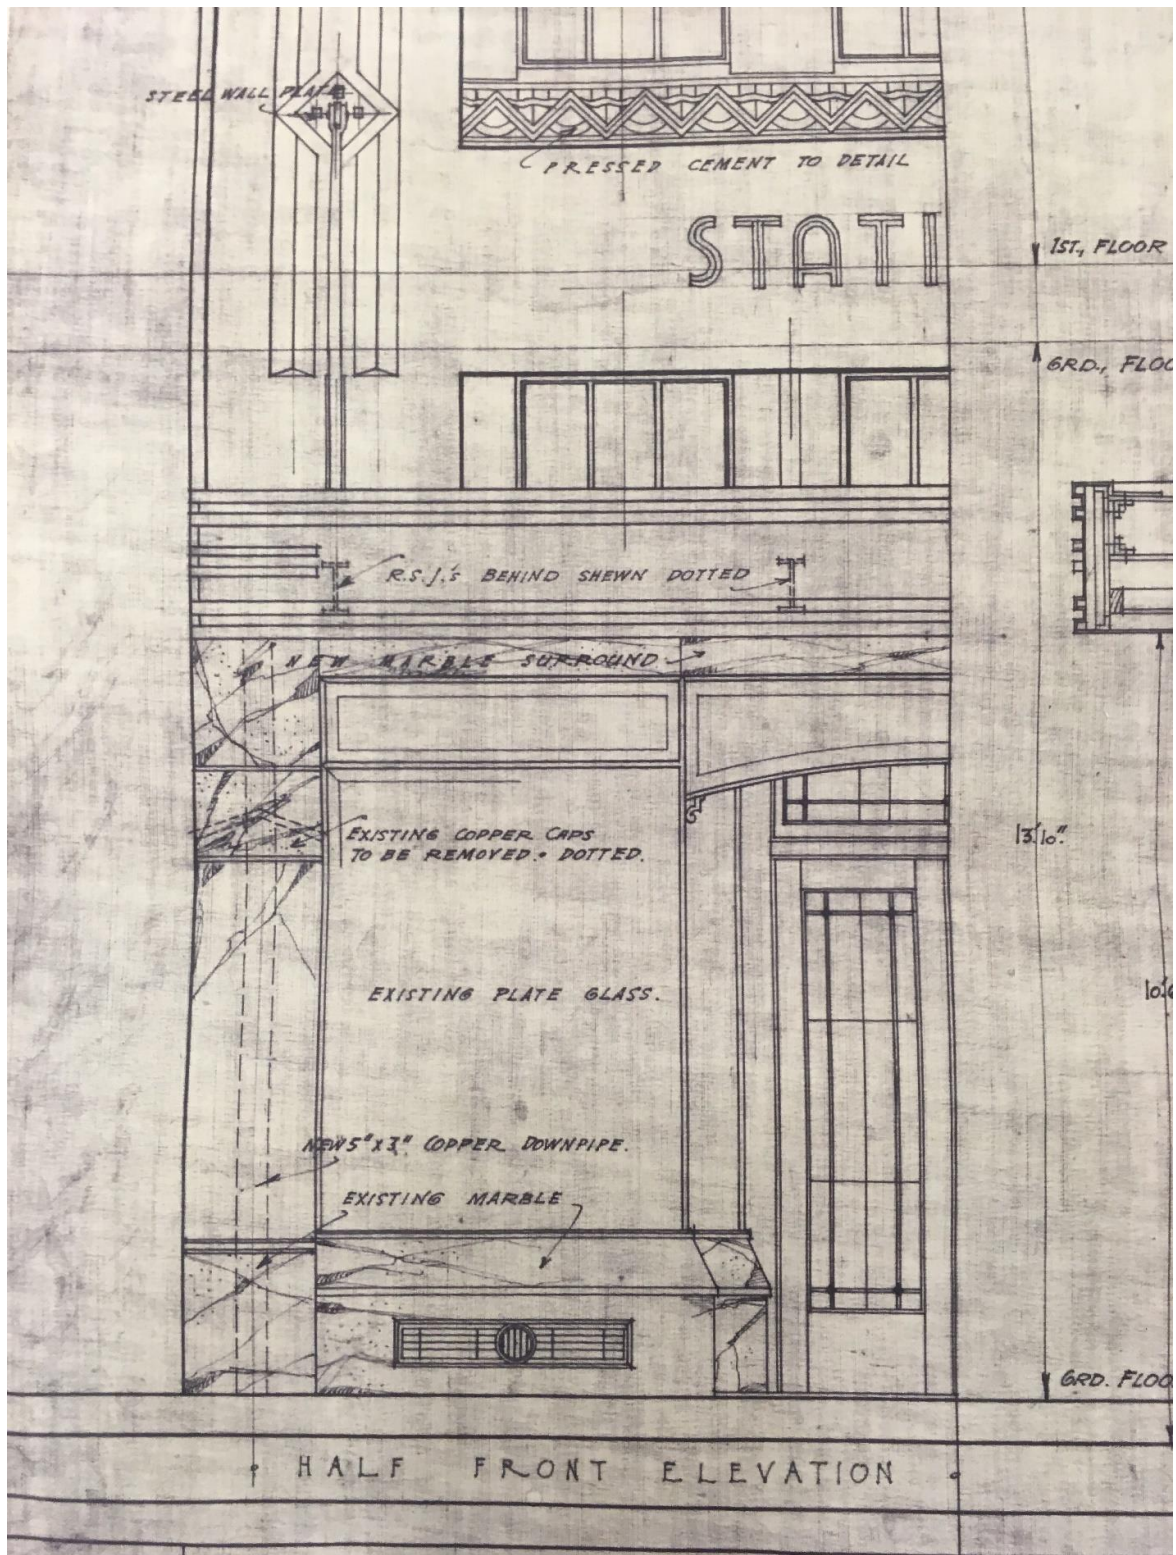 STEEL WALL PLATE
PRESSED CEMENT TO DETAIL
STATI
1ST., FLOOR
GRD., FLOO
R.S.J.'s BEHIND SHEWN DOTTED
NEW MARBLE SURROUND
EXISTING COPPER CAPS
TO BE REMOVED. DOTTED.
13'.10".
EXISTING PLATE GLASS.
10'.6
NEW 5" x 3" COPPER DOWNPIPE.
EXISTING MARBLE
GRD. FLOO
HALF FRONT ELEVATION